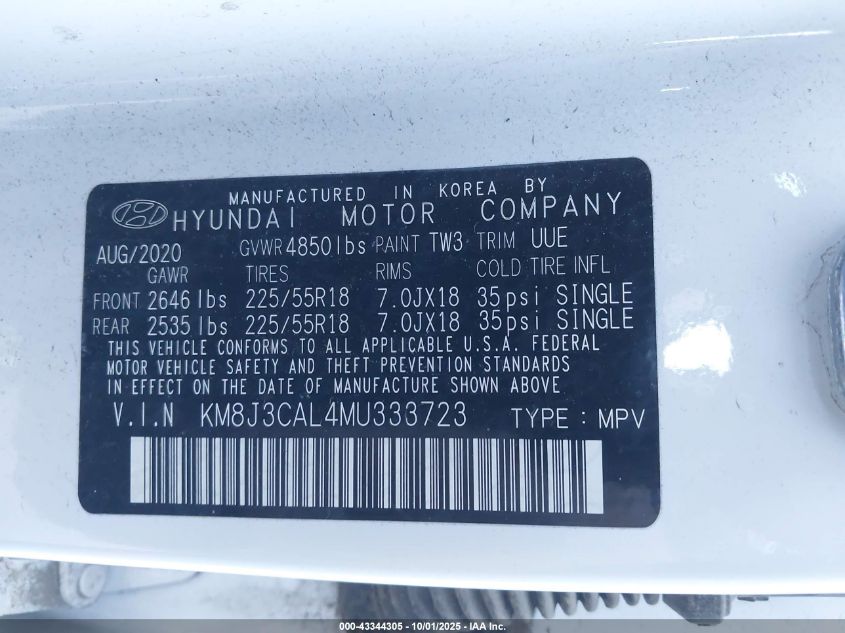 MANUFACTURED IN KOREA BY
HYUNDAI MOTOR COMPANY
AUG/2020 GVWR 4850lbs PAINT TW3 TRIM UUE
GAWR TIRES RIMS COLD TIRE INFL
FRONT 2646lbs 225/55R18 7.0JX18 35psi SINGLE
REAR 2535lbs 225/55R18 7.0JX18 35psi SINGLE
THIS VEHICLE CONFORMS TO ALL APPLICABLE U.S.A. FEDERAL
MOTOR VEHICLE SAFETY AND THEFT PREVENTION STANDARDS
IN EFFECT ON THE DATE OF MANUFACTURE SHOWN ABOVE.
V.I.N KM8J3CAL4MU333723 TYPE : MPV
000-43344305 - 10/01/2025 - IAA Inc.